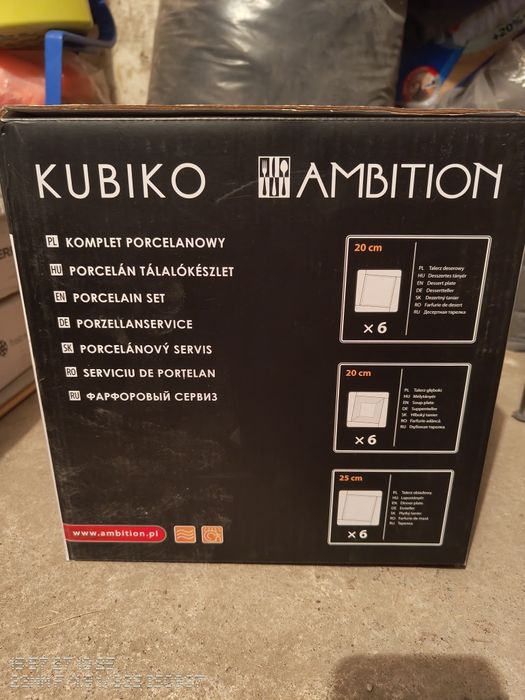 +20%
KUBIKO
AMBITION
PL KOMPLET PORCELANOWY
HU PORCELÁN TÁLALÓKÉSZLET
EN PORCELAIN SET
DE PORZELLANSERVICE
SK PORCELÁNOVÝ SERVIS
RO SERVICIU DE PORȚELAN
RU ФАРФОРОВЫЙ СЕРВИЗ
www.ambition.pl
20 cm
× 6
PL Talerz deserowy
HU Desszertes tányér
EN Dessert plate
DE Dessertteller
SK Dezertný tanier
RO Farfurie de desert
RU Десертная тарелка
20 cm
× 6
PL Talerz głęboki
HU Mélytányér
EN Soup plate
DE Suppenteller
SK Hlboký tanier
RO Farfurie adâncă
RU Глубокая тарелка
25 cm
× 6
PL Talerz obiadowy
HU Lapostányér
EN Dinner plate
DE Essteller
SK Plytký tanier
RO Farfurie de masă
RU Тарелка